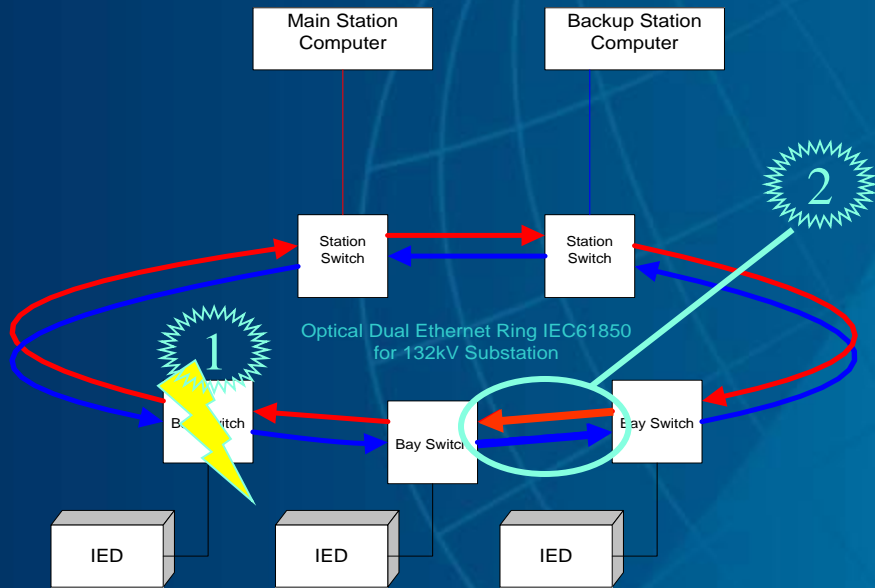 Main Station
Computer
Backup Station
Computer
2
Station
Switch
Station
Switch
Optical Dual Ethernet Ring IEC61850
for 132kV Substation
1
Switch
Bay Switch
Bay Switch
IED
IED
IED